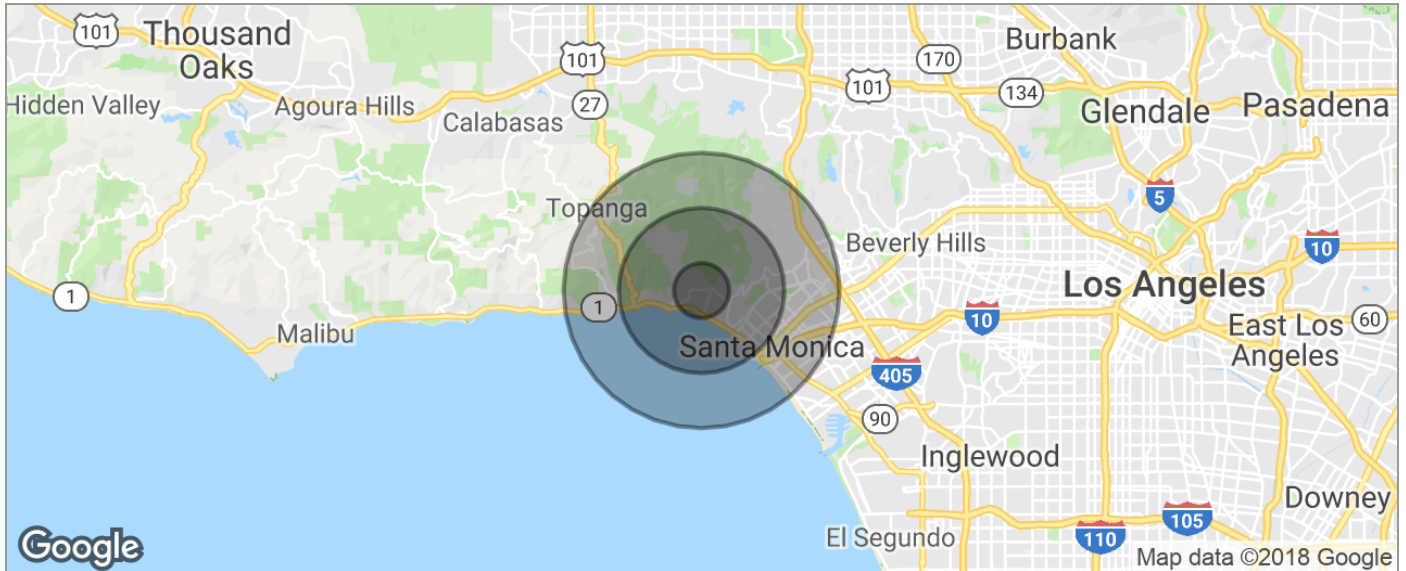 101
Thousand
Oaks
101
170
Burbank
101
134
Hidden Valley
Agoura Hills
27
Calabasas
Glendale
Pasadena
5
Topanga
Beverly Hills
10
1
1
Los Angeles
10
60
Malibu
Santa Monica
East Los
Angeles
405
90
Inglewood
Downey
El Segundo
110
105
Google
Map data ©2018 Google